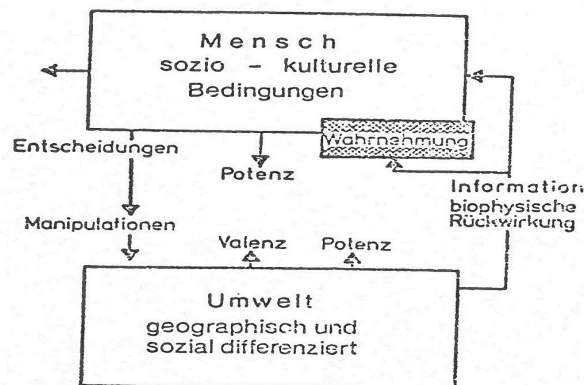 Mensch
sozio – kulturelle
Bedingungen
Wahrnehmung
Entscheidungen
Potenz
Information
biophysische
Rückwirkung
Manipulationen
Valenz
Potenz
Umwelt
geographisch und
sozial differenziert